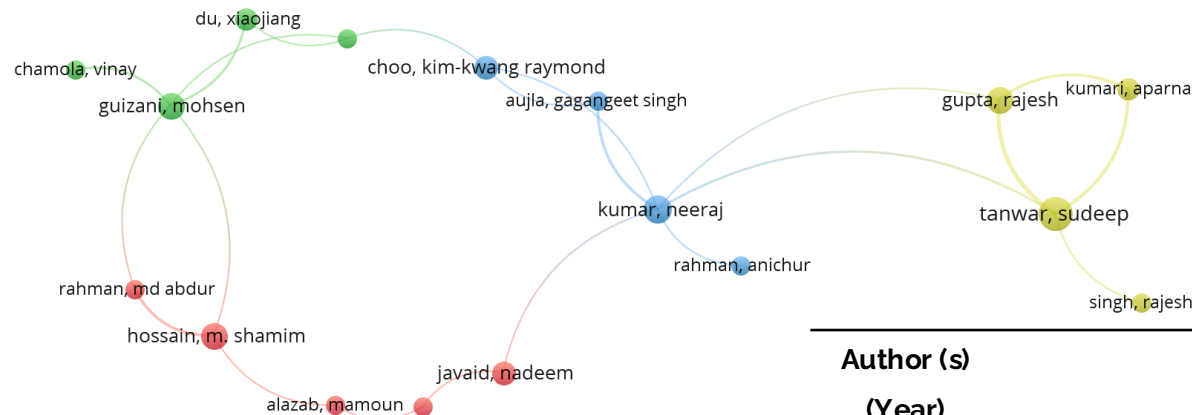 du, xiaojiang
chamola, vinay
guizani, mohsen
choo, kim-kwang raymond
aujla, gagangeet singh
kumari, aparna
gupta, rajesh
kumar, neeraj
tanwar, sudeep
rahman, anichur
rahman, md abdur
singh, rajesh
hossain, m. shamim
javaid, nadeem
alazab, mamoun
Author (s)
(Year)